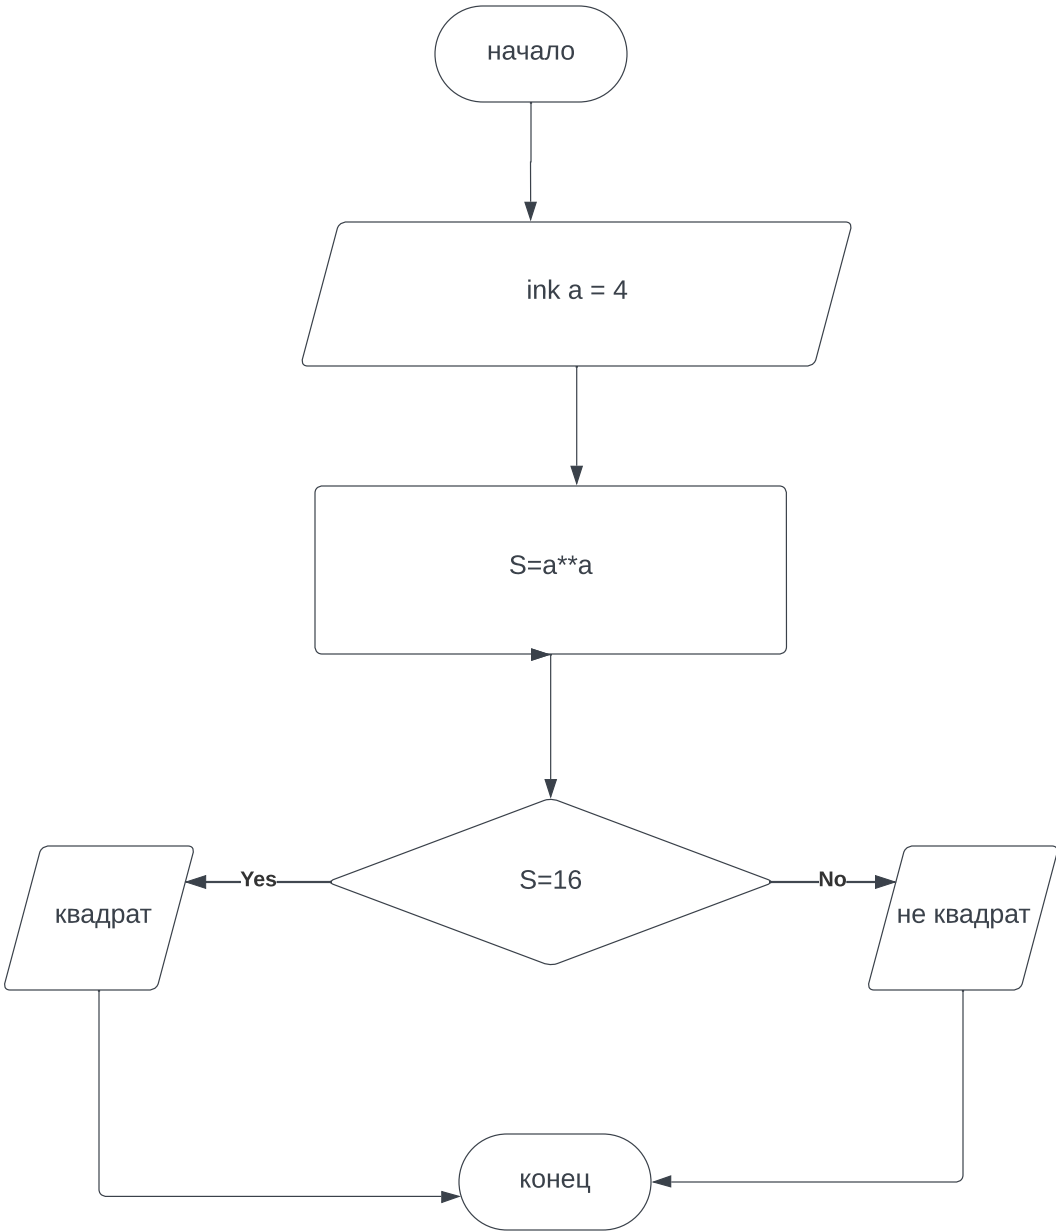 начало
ink a = 4
S=a**a
S=16
Yes
No
квадрат
не квадрат
конец